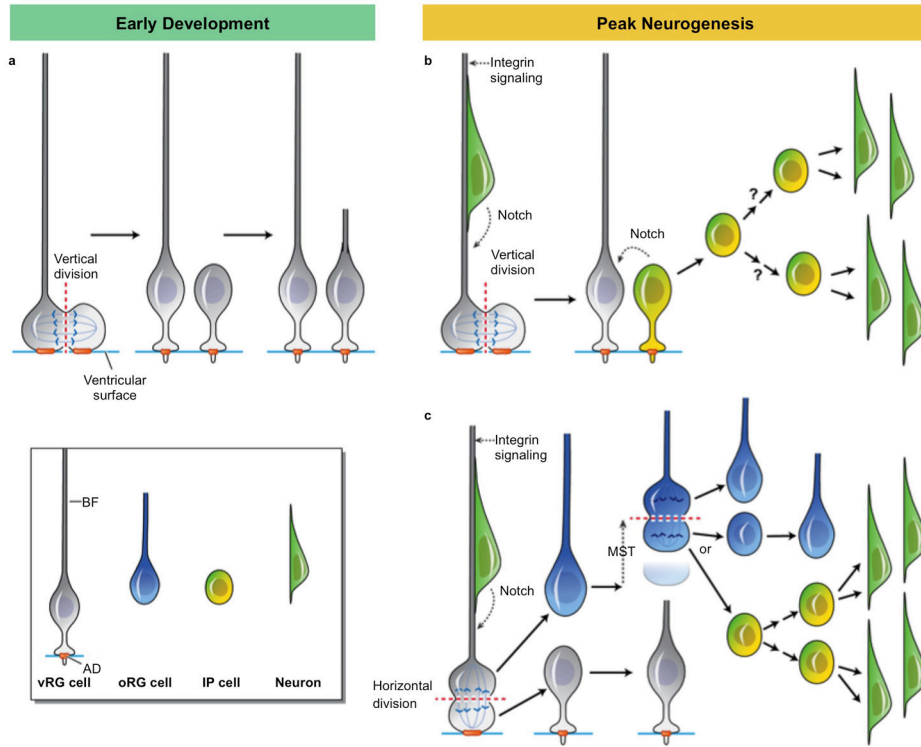 Early Development
Peak Neurogenesis
a
Vertical
division
Ventricular
surface
b
Integrin
signaling
Notch
Vertical
division
Notch
?
?
BF
AD
vRG cell
oRG cell
IP cell
Neuron
c
Integrin
signaling
Notch
Horizontal
division
MST
or